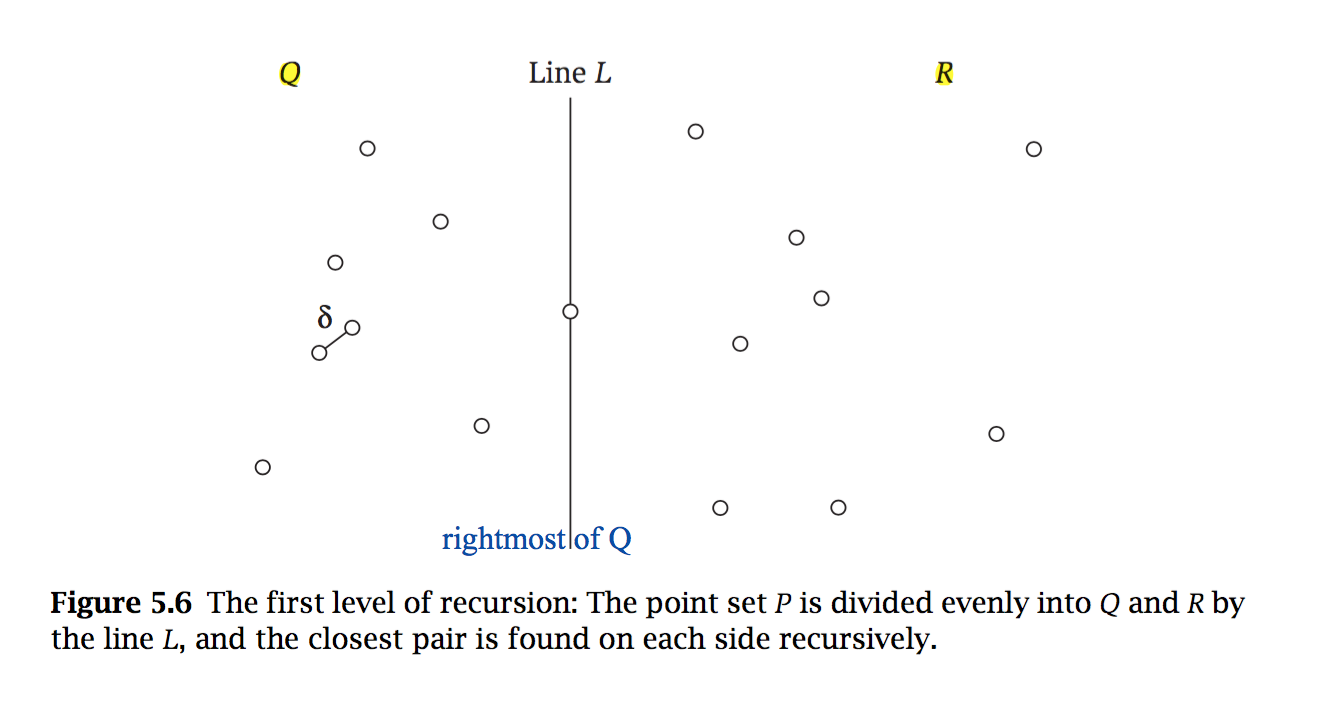 Q Line L R
δ
rightmost of Q
Figure 5.6 The first level of recursion: The point set P is divided evenly into Q and R by
the line L, and the closest pair is found on each side recursively.